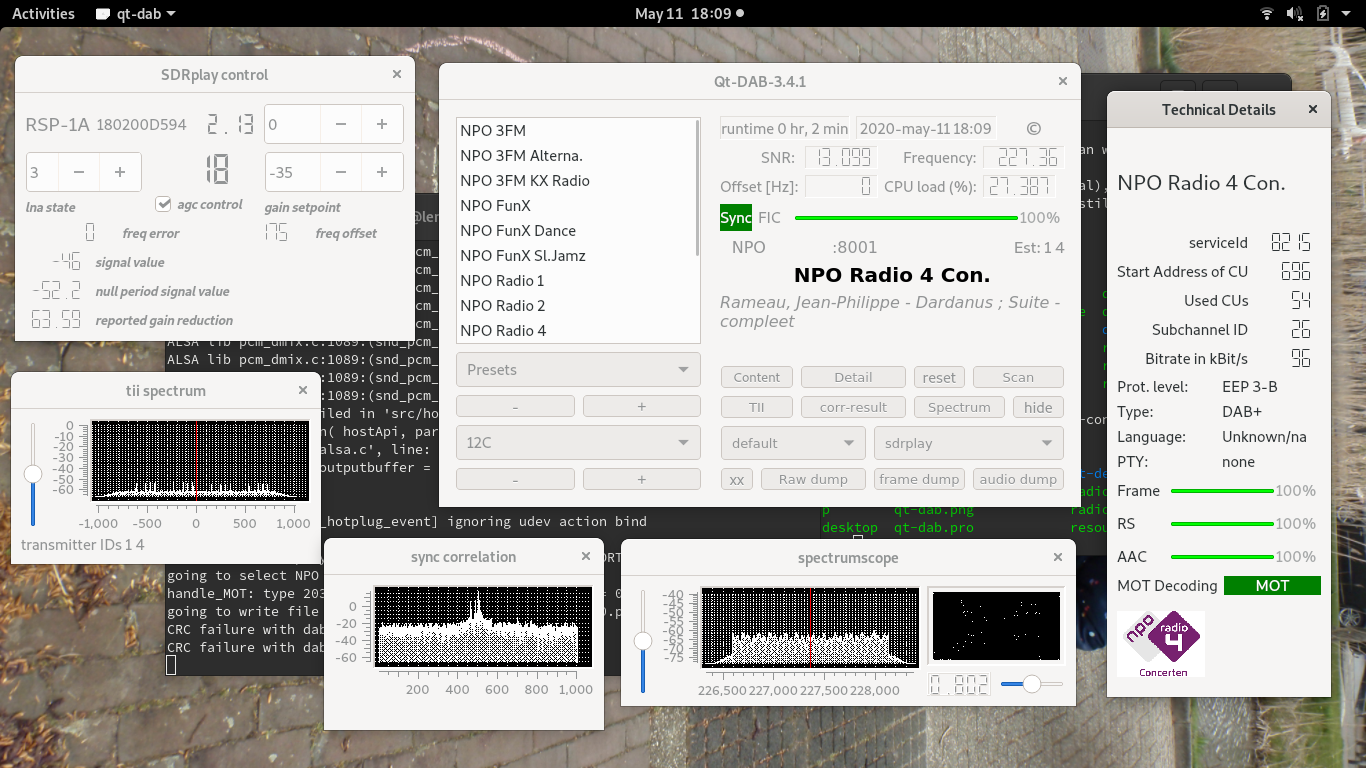 Activities qt-dab May 11 18:09
SDRplay control
RSP-1A 180200D594 2.13 0 − +
3 − + 18 -35 − +
lna state agc control gain setpoint
0 freq error 175 freq offset
-46 signal value
-52.2 null period signal value
63.59 reported gain reduction
Qt-DAB-3.4.1
NPO 3FM
NPO 3FM Alterna.
NPO 3FM KX Radio
NPO FunX
NPO FunX Dance
NPO FunX Sl.Jamz
NPO Radio 1
NPO Radio 2
NPO Radio 4
Presets
- +
12C
- +
runtime 0 hr, 2 min 2020-may-11 18:09 ©
SNR: 13.099 Frequency: 227.36
Offset [Hz]: 0 CPU load (%): 27.387
Sync FIC 100%
NPO :8001 Est: 1 4
NPO Radio 4 Con.
Rameau, Jean-Philippe - Dardanus ; Suite -
compleet
Content Detail reset Scan
TII corr-result Spectrum hide
default sdrplay
xx Raw dump frame dump audio dump
Technical Details
NPO Radio 4 Con.
serviceId 8215
Start Address of CU 696
Used CUs 54
Subchannel ID 26
Bitrate in kBit/s 96
Prot. level: EEP 3-B
Type: DAB+
Language: Unknown/na
PTY: none
Frame 100%
RS 100%
AAC 100%
MOT Decoding MOT
npo radio 4
Concerten
@ler
ALSA lib pcm_dmix.c:1089:(snd_pcm_
ALSA lib pcm_dmix.c:1089:(snd_pcm_
:1089:(snd_pcm_
:1089:(snd_pcm_
iled in 'src/ho
n( hostApi, par
alsa.c', line:
outputbuffer =
_hotplug_event] ignoring udev action bind
going to select NPO
handle_MOT: type 203
going to write file
CRC failure with dab
CRC failure with dab
p qt-dab.png radio
desktop qt-dab.pro resou
tii spectrum
0
-10
-20
-30
-40
-50
-60
-1,000 -500 0 500 1,000
transmitter IDs 1 4
sync correlation
0
-20
-40
-60
200 400 600 800 1,000
spectrumscope
-40
-45
-50
-55
-60
-65
-70
-75
226,500 227,000 227,500 228,000
0.802